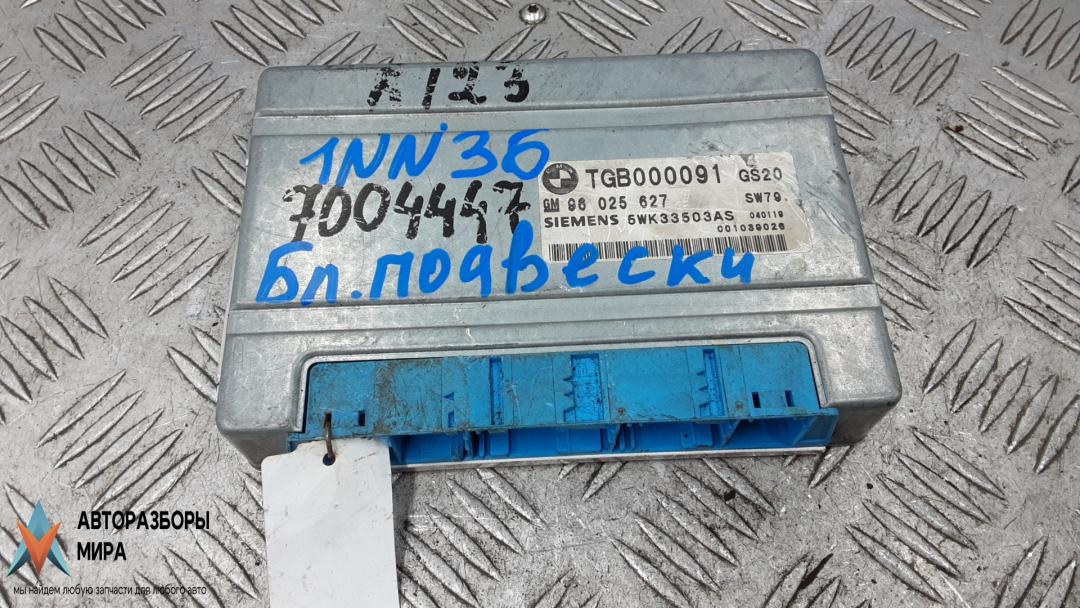 A123
1NN3Б
7004447
Бл. подвески
TGB000091 GS20
GM 96 025 627 SW79.
SIEMENS 5WK33503AS 040119
001039026
АВТОРАЗБОРЫ
МИРА
мы найдем любую запчасти для любого авто